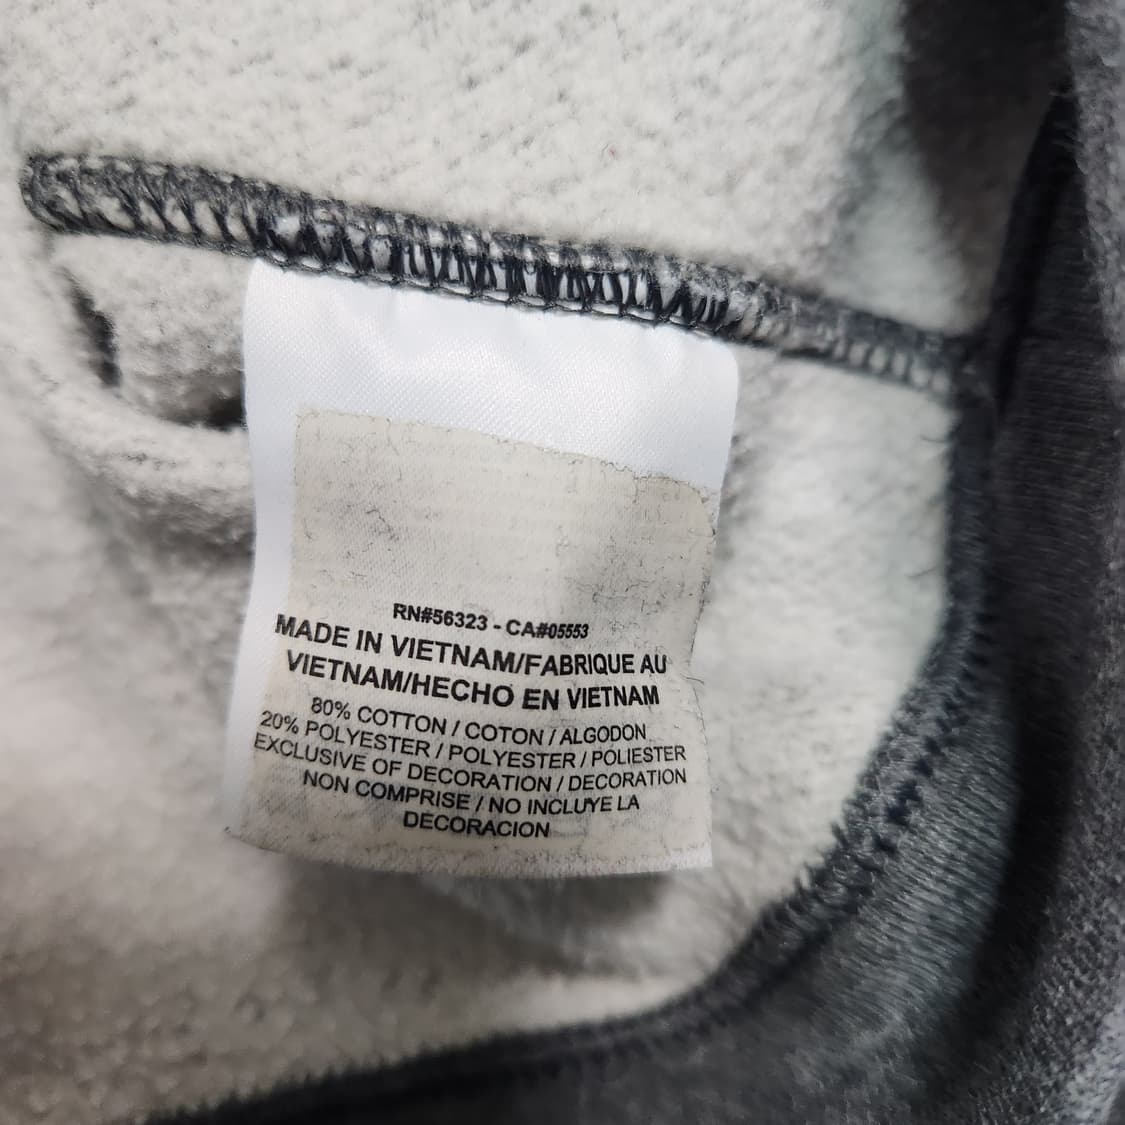 RN#56323 - CA#05553
MADE IN VIETNAM/FABRIQUE AU
VIETNAM/HECHO EN VIETNAM
80% COTTON / COTON / ALGODON
20% POLYESTER / POLYESTER / POLIESTER
EXCLUSIVE OF DECORATION / DECORATION
NON COMPRISE / NO INCLUYE LA
DECORACION